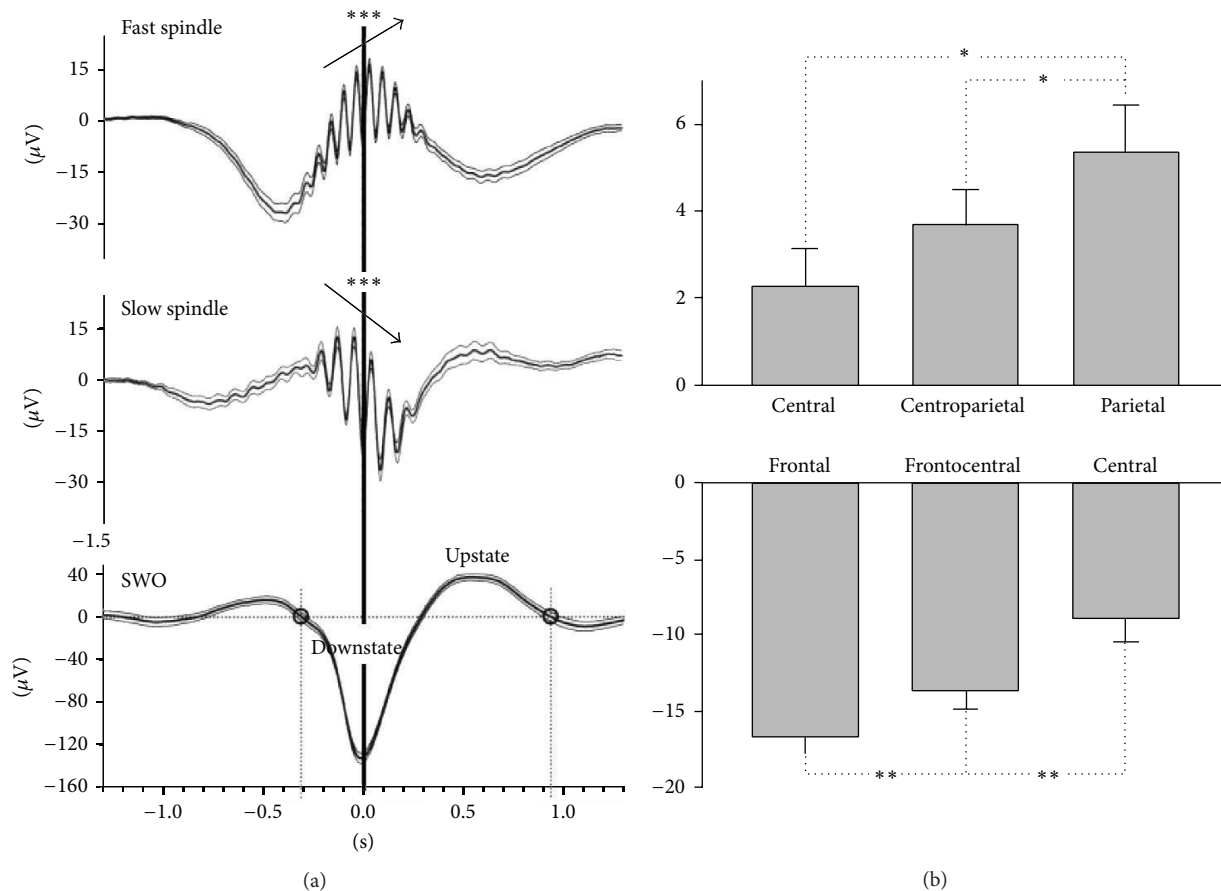 ***
Fast spindle
15
0
−15
−30
(μV)
***
Slow spindle
15
0
−15
−30
(μV)
−1.5
SWO
Upstate
Downstate
40
0
−40
−80
−120
−160
(μV)
−1.0 −0.5 0.0 0.5 1.0
(s)
(a)
*
*
6
4
2
0
Central Centroparietal Parietal
Frontal Frontocentral Central
0
−5
−10
−15
−20
** **
(b)